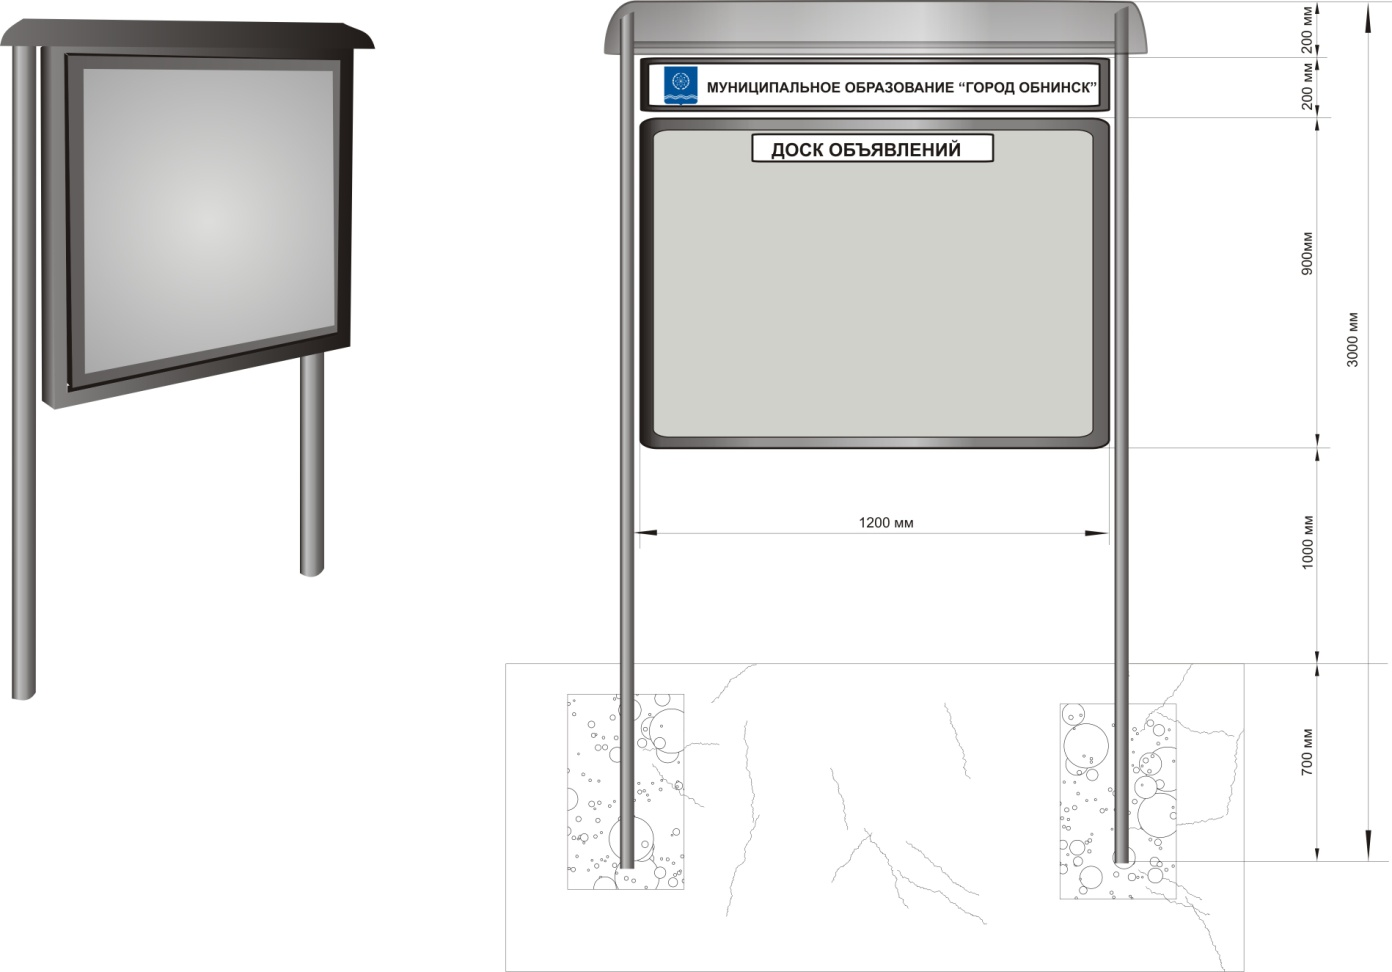 МУНИЦИПАЛЬНОЕ ОБРАЗОВАНИЕ “ГОРОД ОБНИНСК”
ДОСК ОБЪЯВЛЕНИЙ
200 мм
200 мм
900мм
3000 мм
1200 мм
1000 мм
700 мм